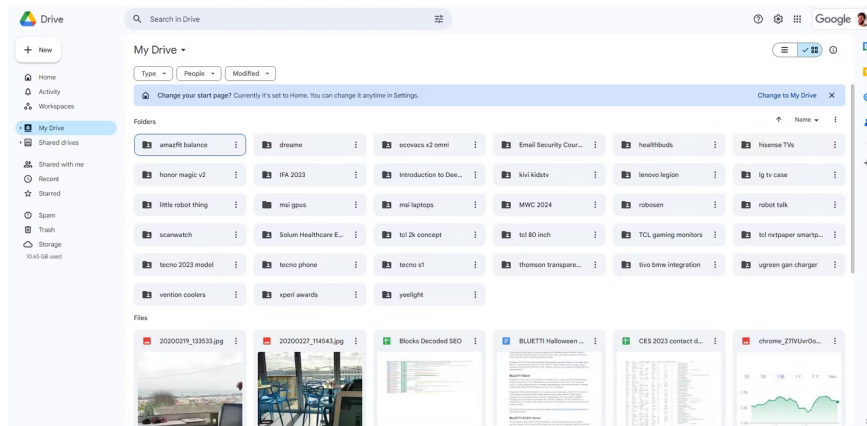 Drive
Search in Drive
Google
New
Home
Activity
Workspaces
My Drive
Shared drives
Shared with me
Recent
Starred
Spam
Trash
Storage
10.65 GB used
My Drive
Type People Modified
Change your start page? Currently it's set to Home. You can change it anytime in Settings. Change to My Drive
Folders Name
amazfit balance dreame ecovacs x2 omni Email Security Cour... healthbuds hisense TVs
honor magic v2 IFA 2023 Introduction to Dee... kivi kidstv lenovo legion lg tv case
little robot thing msi gpus msi laptops MWC 2024 robosen robot talk
scanwatch Solum Healthcare E... tcl 2k concept tcl 80 inch TCL gaming monitors tcl nxtpaper smartp...
tecno 2023 model tecno phone tecno s1 thomson transpare... tivo bmw integration ugreen gan charger
vention coolers xperi awards yeelight
Files
20200219_133533.jpg 20200227_114543.jpg Blocks Decoded SEO BLUETTI Halloween ... CES 2023 contact d... chrome_Z7lVUvr0o...